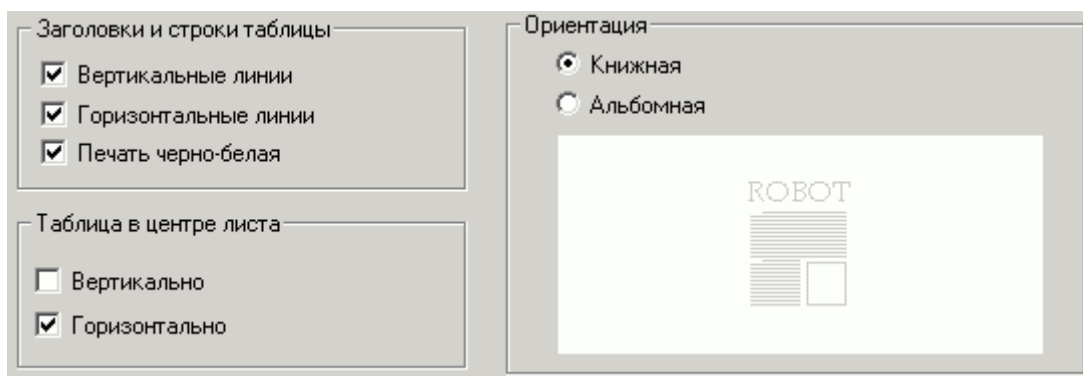 Заголовки и строки таблицы
Вертикальные линии
Горизонтальные линии
Печать черно-белая
Таблица в центре листа
Вертикально
Горизонтально
Ориентация
Книжная
Альбомная
ROBOT